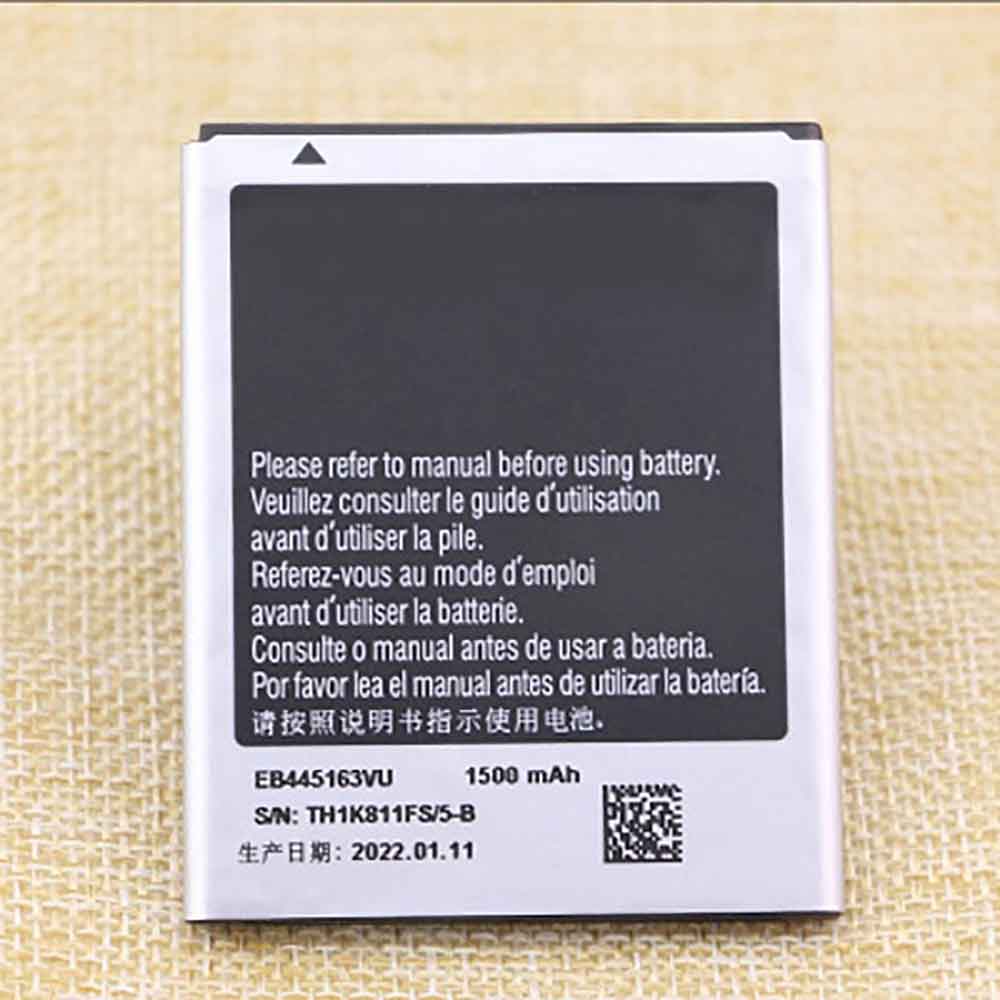 Please refer to manual before using battery.
Veuillez consulter le guide d'utilisation
avant d'utiliser la pile.
Referez-vous au mode d'emploi
avant d'utiliser la batterie.
Consulte o manual antes de usar a bateria.
Por favor lea el manual antes de utilizar la batería.
请按照说明书指示使用电池。
EB445163VU 1500 mAh
S/N: TH1K811FS/5-B
生产日期: 2022.01.11